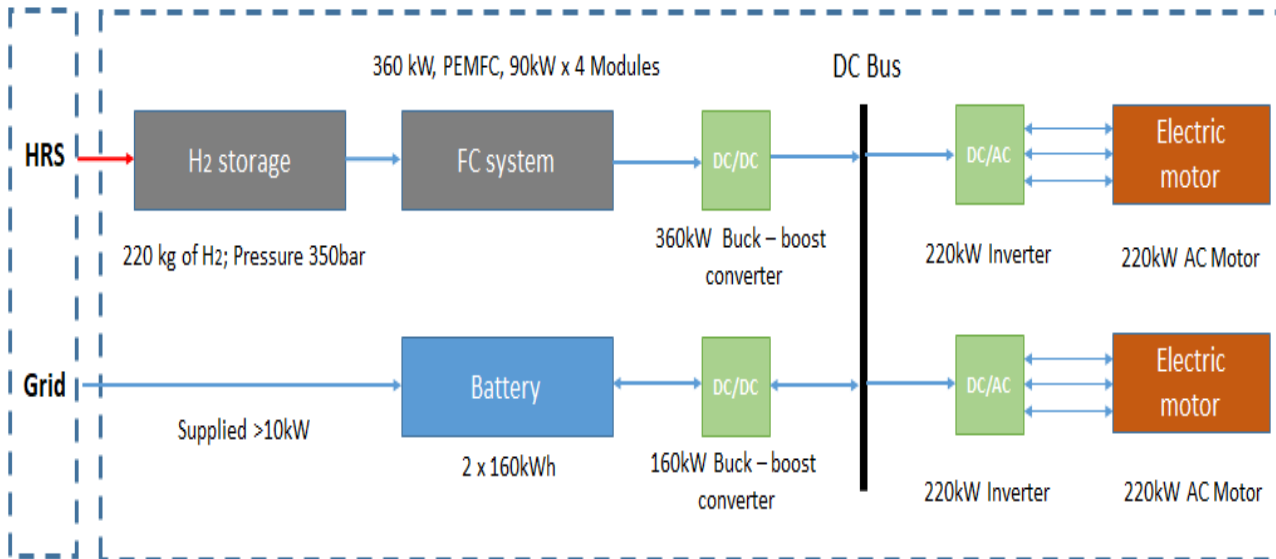 360 kW, PEMFC, 90kW x 4 Modules
DC Bus
HRS
H2 storage
FC system
DC/DC
DC/AC
Electric
motor
220 kg of H2; Pressure 350bar
360kW Buck – boost
converter
220kW Inverter
220kW AC Motor
Grid
Battery
DC/DC
DC/AC
Electric
motor
Supplied >10kW
2 x 160kWh
160kW Buck – boost
converter
220kW Inverter
220kW AC Motor